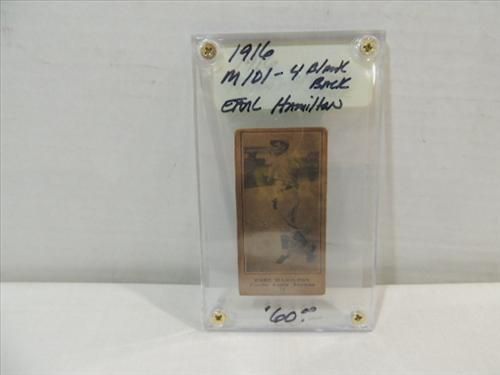 1916
M101-4 Blank
Back
Earl Hamilton
EARL HAMILTON
"60.00"